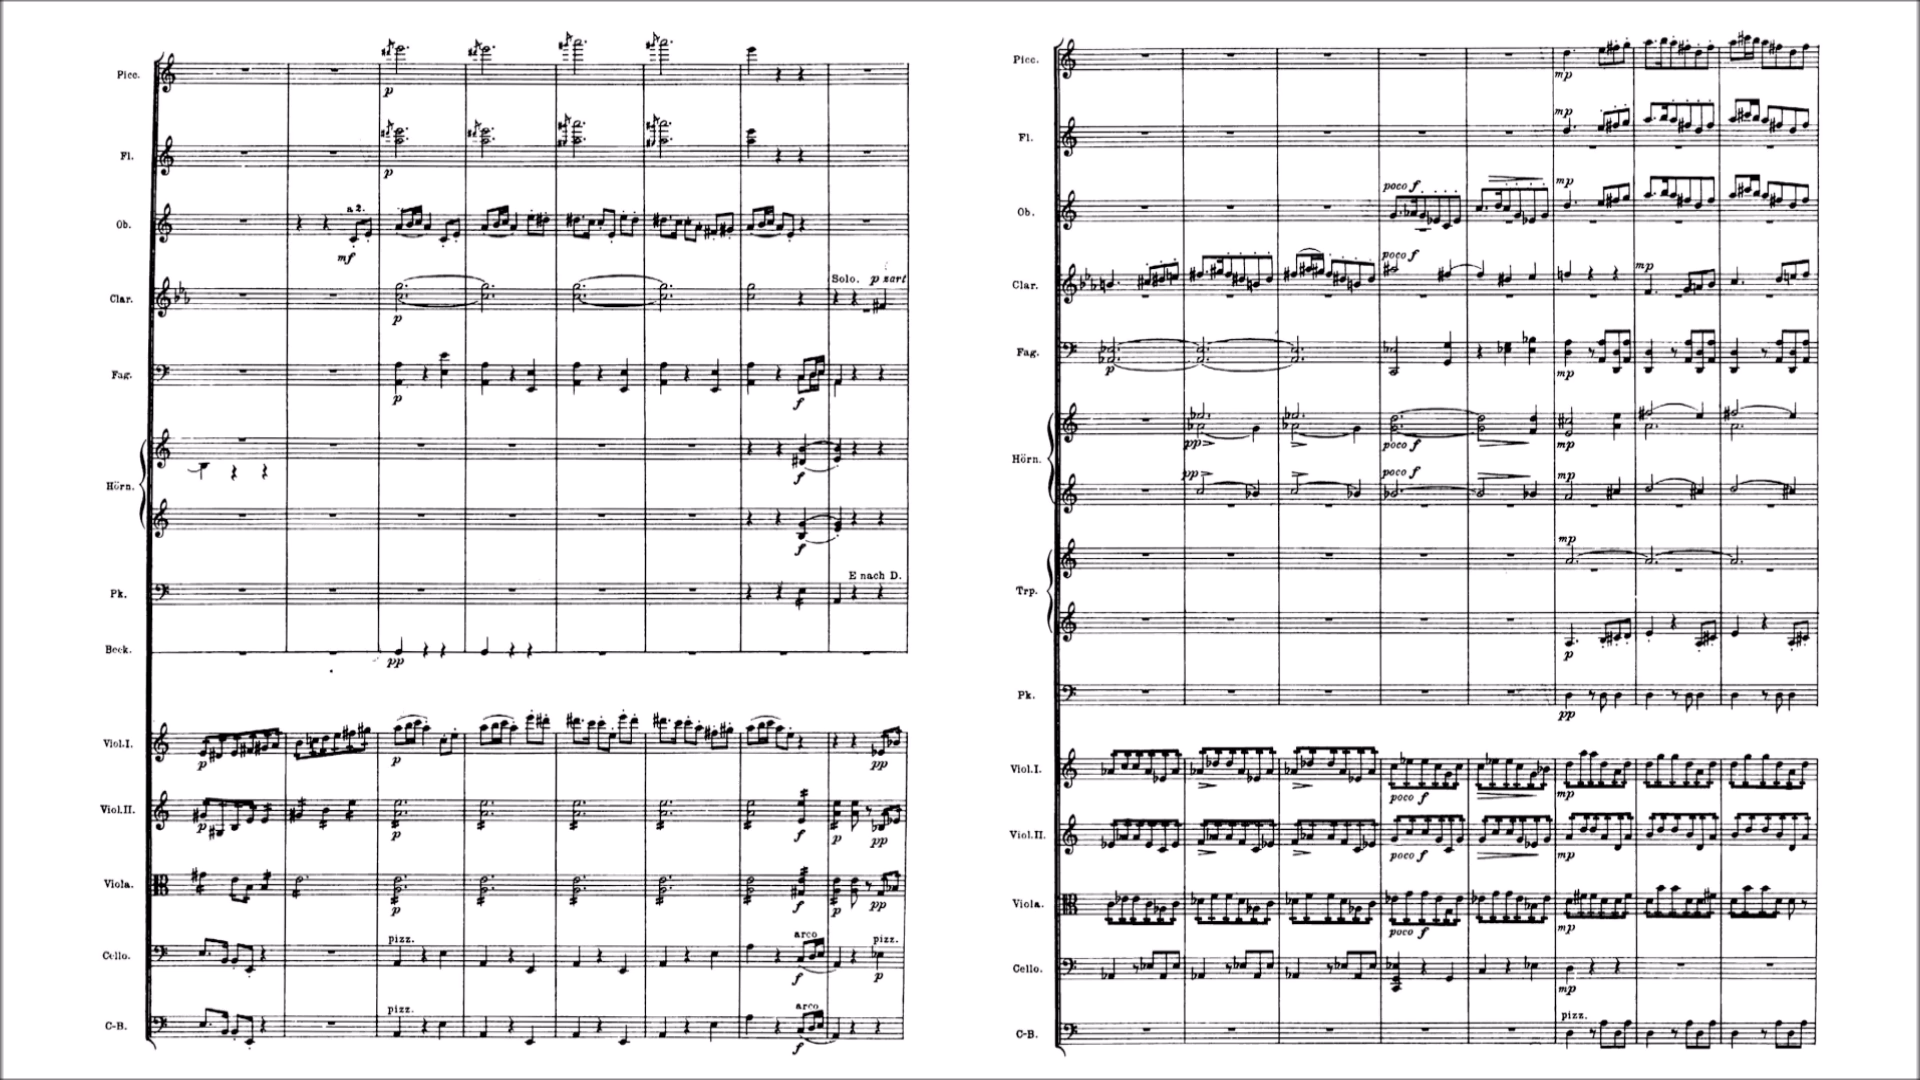 Picc.
p
Fl.
p
Ob.
a 2.
mf
Clar.
p
Solo. p zart
Fag.
p
f
Hörn.
f
f
Pk.
E nach D.
Beck.
pp
Viol.I.
p
p
pp
Viol.II.
p
p
f
p
pp
Viola.
p
f
p
pp
Cello.
pizz.
arco
f
pizz.
p
C-B.
pizz.
arco
f
Picc.
mp
Fl.
mp
Ob.
poco f
mp
Clar.
poco f
mp
Fag.
p
mp
Hörn.
pp
poco f
mp
pp
poco f
mp
Trp.
mp
p
Pk.
pp
Viol.I.
poco f
mp
Viol.II.
poco f
mp
Viola.
poco f
mp
Cello.
mp
C-B.
pizz.